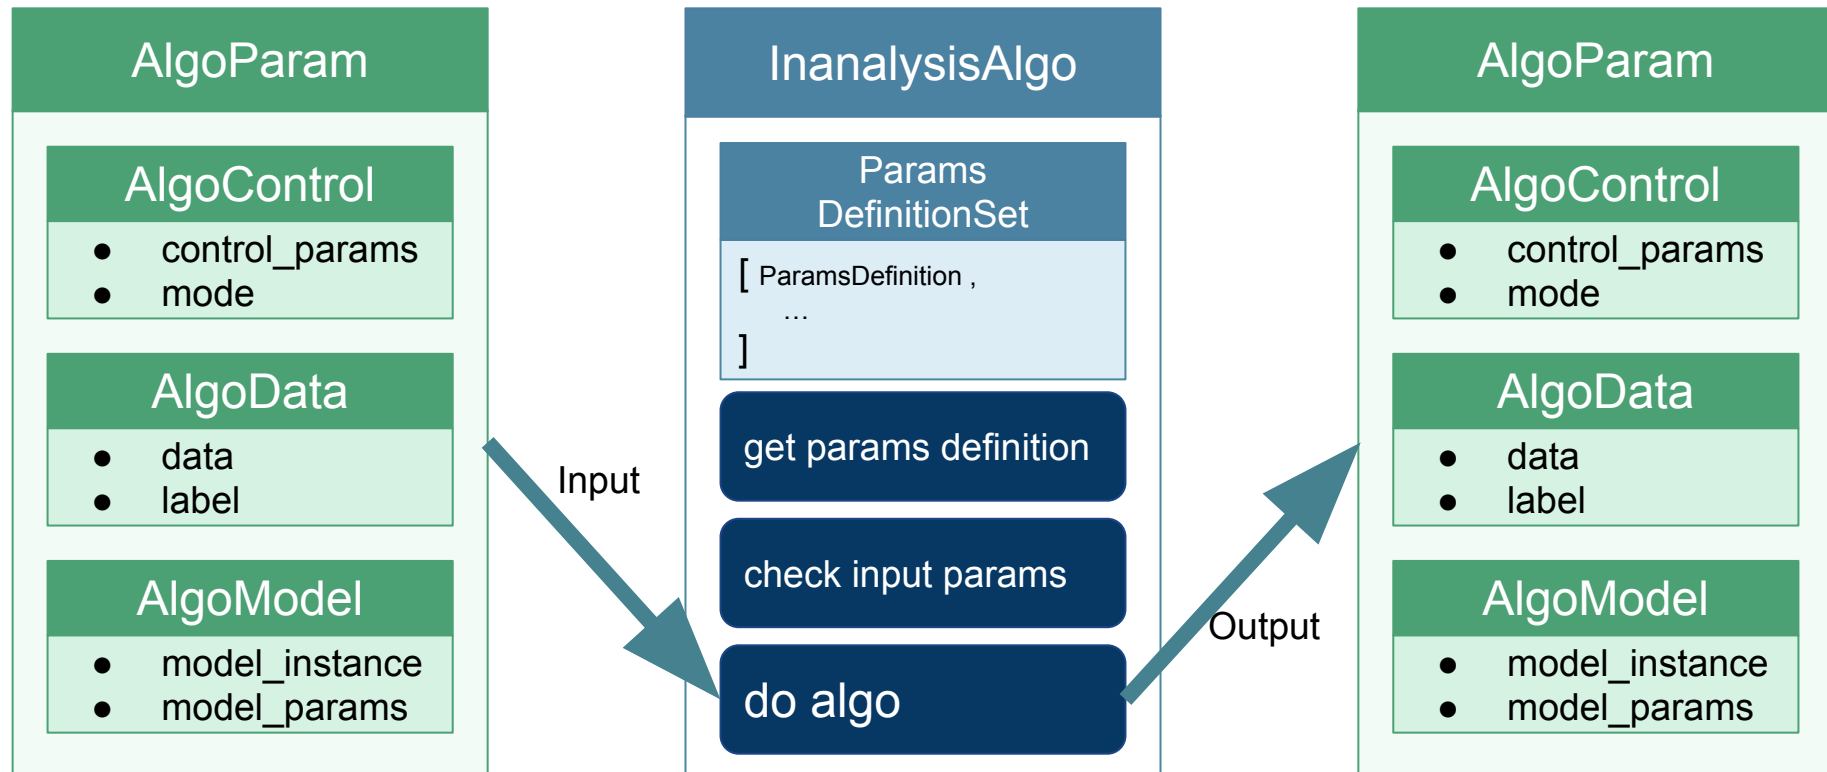 AlgoParam
AlgoControl
● control_params
● mode
AlgoData
● data
● label
AlgoModel
● model_instance
● model_params
Input
InanalysisAlgo
Params
DefinitionSet
[ ParamsDefinition ,
...
]
get params definition
check input params
do algo
Output
AlgoParam
AlgoControl
● control_params
● mode
AlgoData
● data
● label
AlgoModel
● model_instance
● model_params